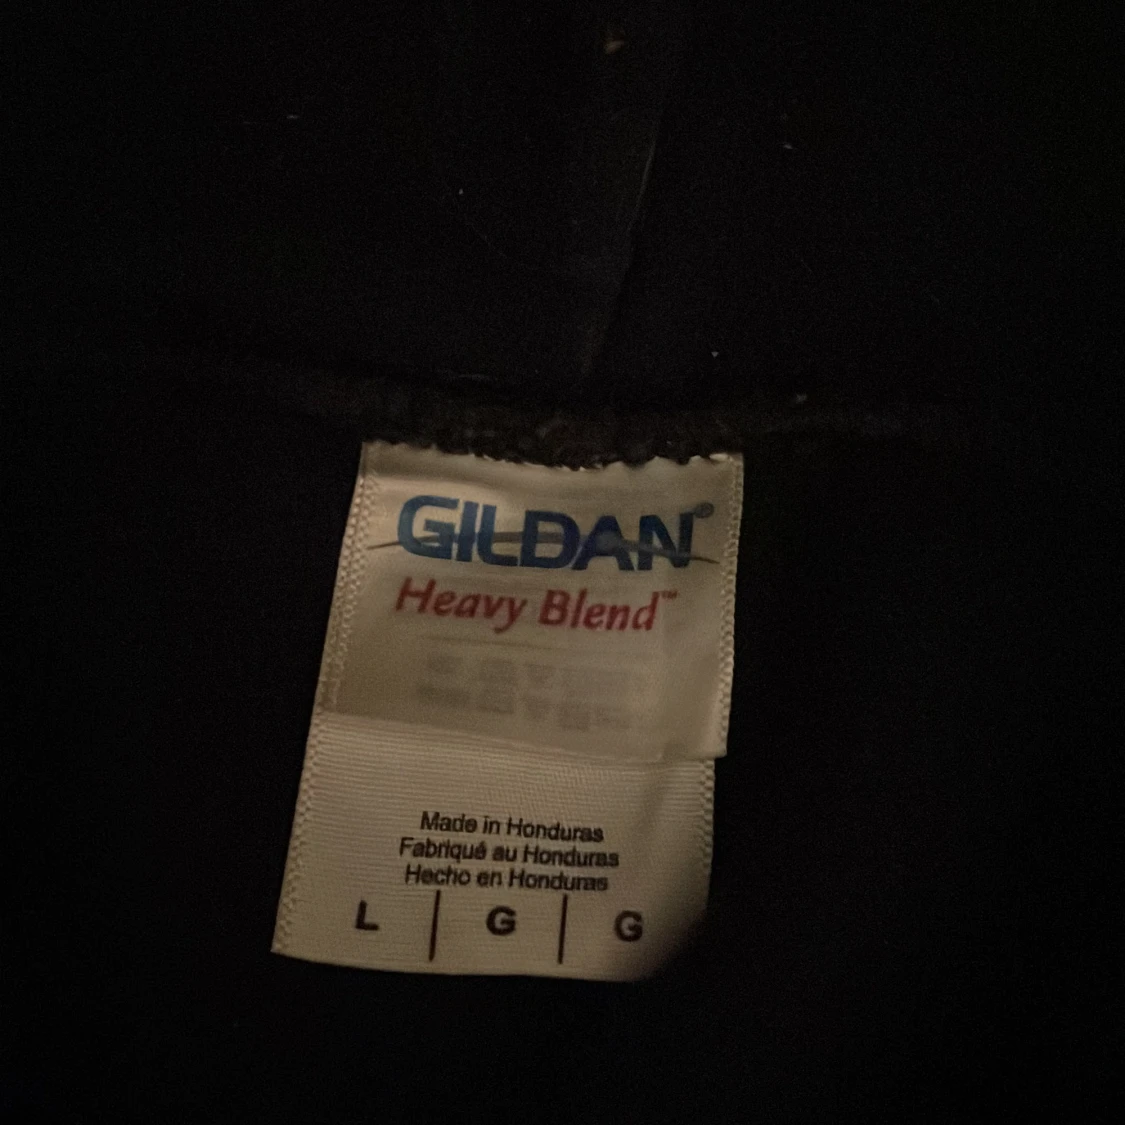 GILDAN®
Heavy Blend™
Made in Honduras
Fabriqué au Honduras
Hecho en Honduras
L | G | G